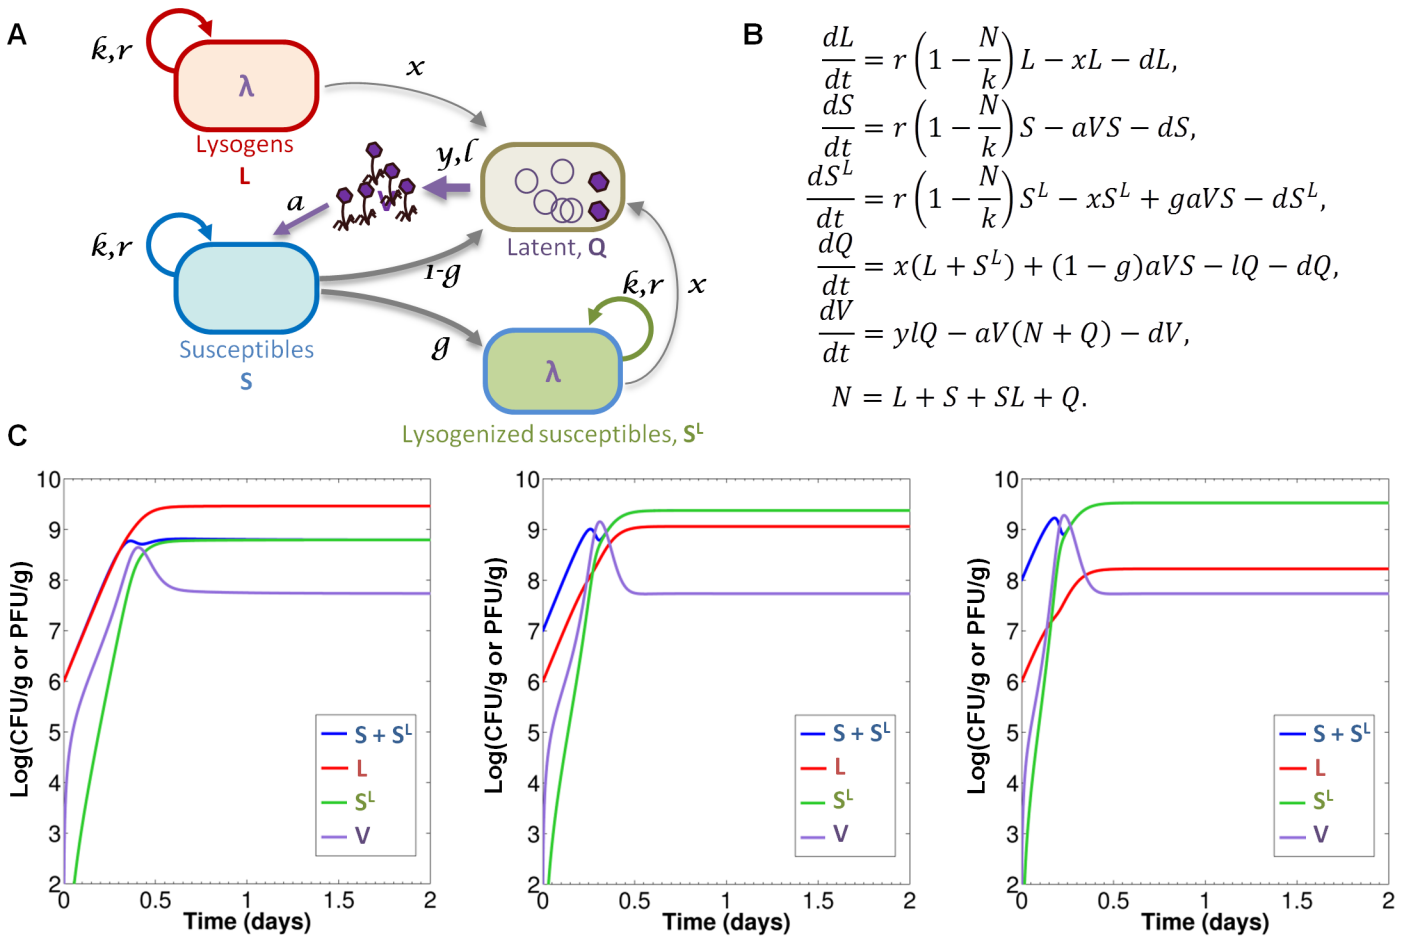 A
k,r
λ
x
Lysogens
L
y,l
V
a
k,r
Latent, Q
1-g
k,r
x
g
λ
Susceptibles
S
Lysogenized susceptibles, S^L
B
dL/dt = r(1 − N/k)L − xL − dL,
dS/dt = r(1 − N/k)S − aVS − dS,
dS^L/dt = r(1 − N/k)S^L − xS^L + gaVS − dS^L,
dQ/dt = x(L + S^L) + (1 − g)aVS − lQ − dQ,
dV/dt = ylQ − aV(N + Q) − dV,
N = L + S + SL + Q.
C
Log(CFU/g or PFU/g)
10
9
8
7
6
5
4
3
2
0 0.5 1 1.5 2
Time (days)
S + S^L
L
S^L
V
Log(CFU/g or PFU/g)
10
9
8
7
6
5
4
3
2
0 0.5 1 1.5 2
Time (days)
S + S^L
L
S^L
V
Log(CFU/g or PFU/g)
10
9
8
7
6
5
4
3
2
0 0.5 1 1.5 2
Time (days)
S + S^L
L
S^L
V